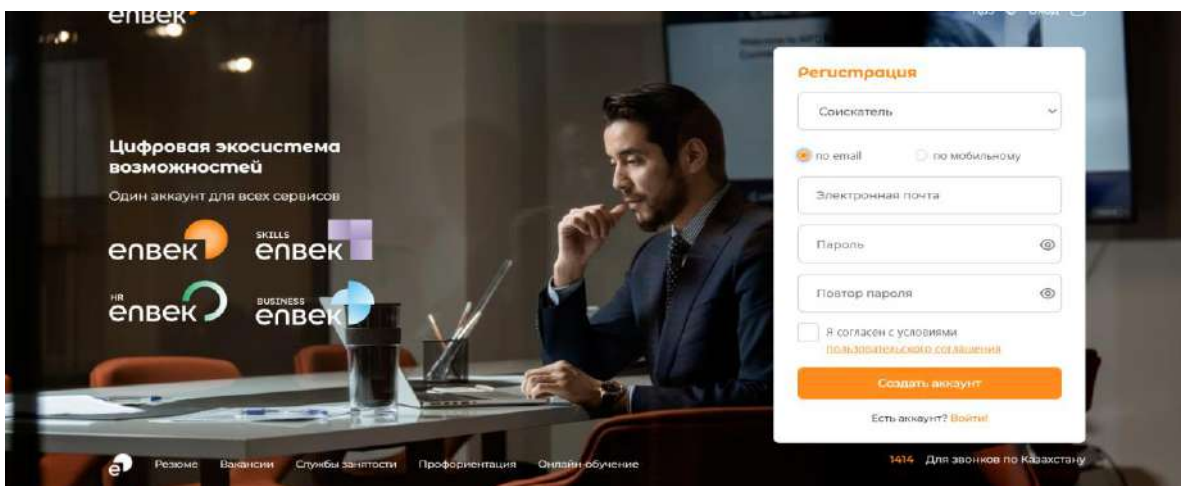 enbek
Вход
Регистрация
Соискатель
по email по мобильному
Электронная почта
Пароль
Повтор пароля
Я согласен с условиями
пользовательского соглашения
Создать аккаунт
Есть аккаунт? Войти!
Цифровая экосистема
возможностей
Один аккаунт для всех сервисов
enbek
SKILLS
enbek
HR
enbek
BUSINESS
enbek
Резюме Вакансии Службы занятости Профориентация Онлайн-обучение
1414 Для звонков по Казахстану